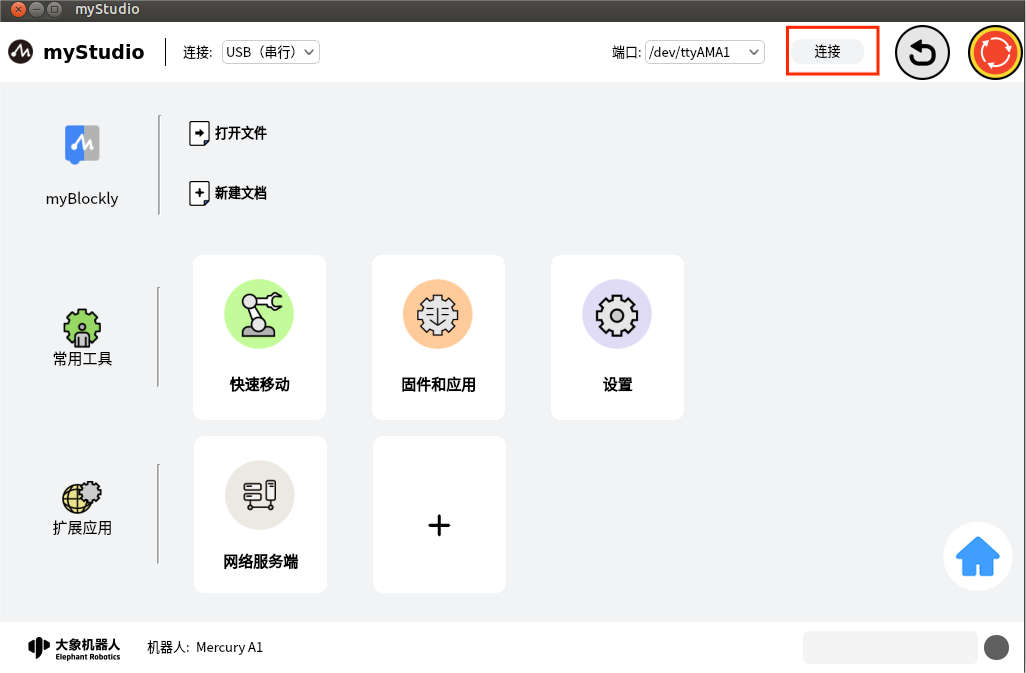 myStudio
myStudio
连接: USB（串行） 端口: /dev/ttyAMA1 连接
打开文件
新建文档
myBlockly
常用工具
快速移动 固件和应用 设置
扩展应用
网络服务端
大象机器人
Elephant Robotics
机器人: Mercury A1